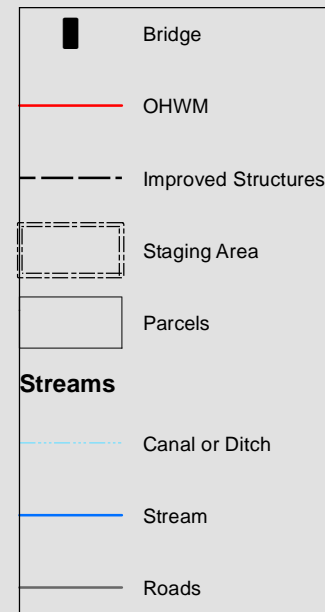 Bridge
OHWM
Improved Structures
Staging Area
Parcels
Streams
Canal or Ditch
Stream
Roads